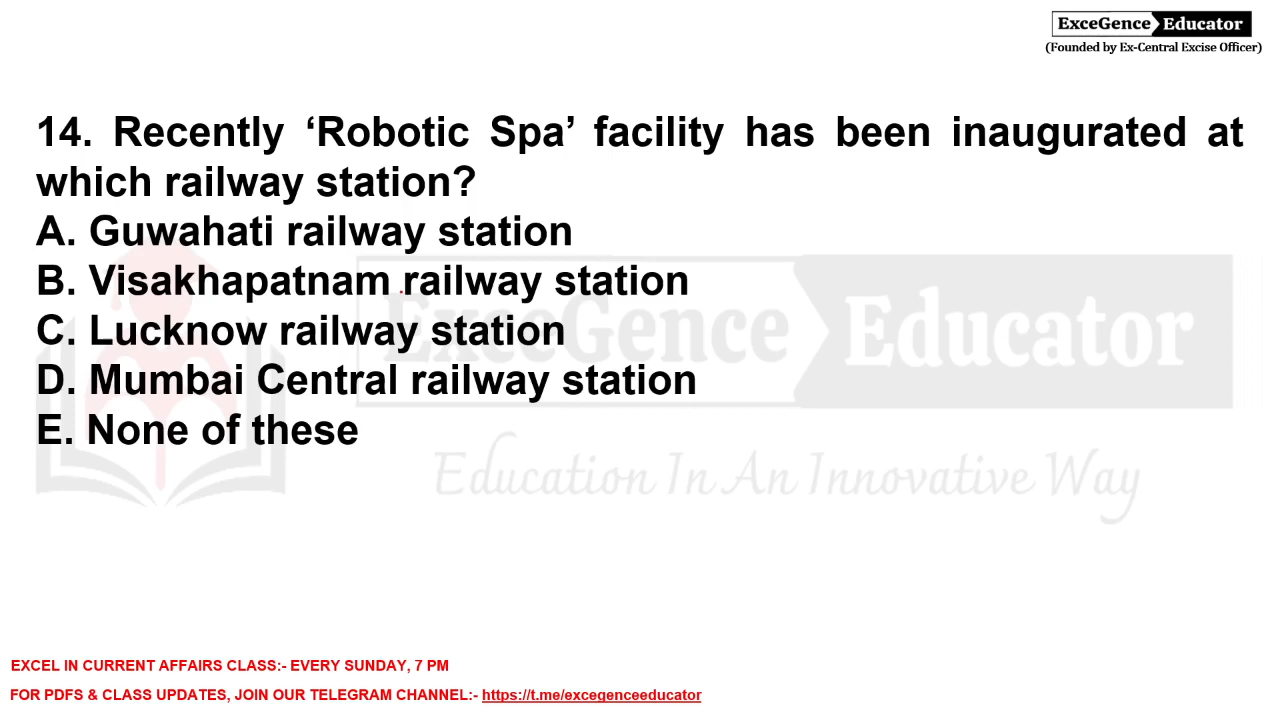 ExceGence Educator
(Founded by Ex-Central Excise Officer)
14. Recently ‘Robotic Spa’ facility has been inaugurated at
which railway station?
A. Guwahati railway station
B. Visakhapatnam railway station
C. Lucknow railway station
D. Mumbai Central railway station
E. None of these
ExceGence Educator
Education In An Innovative Way
EXCEL IN CURRENT AFFAIRS CLASS:- EVERY SUNDAY, 7 PM
FOR PDFS & CLASS UPDATES, JOIN OUR TELEGRAM CHANNEL:- https://t.me/excegenceeducator